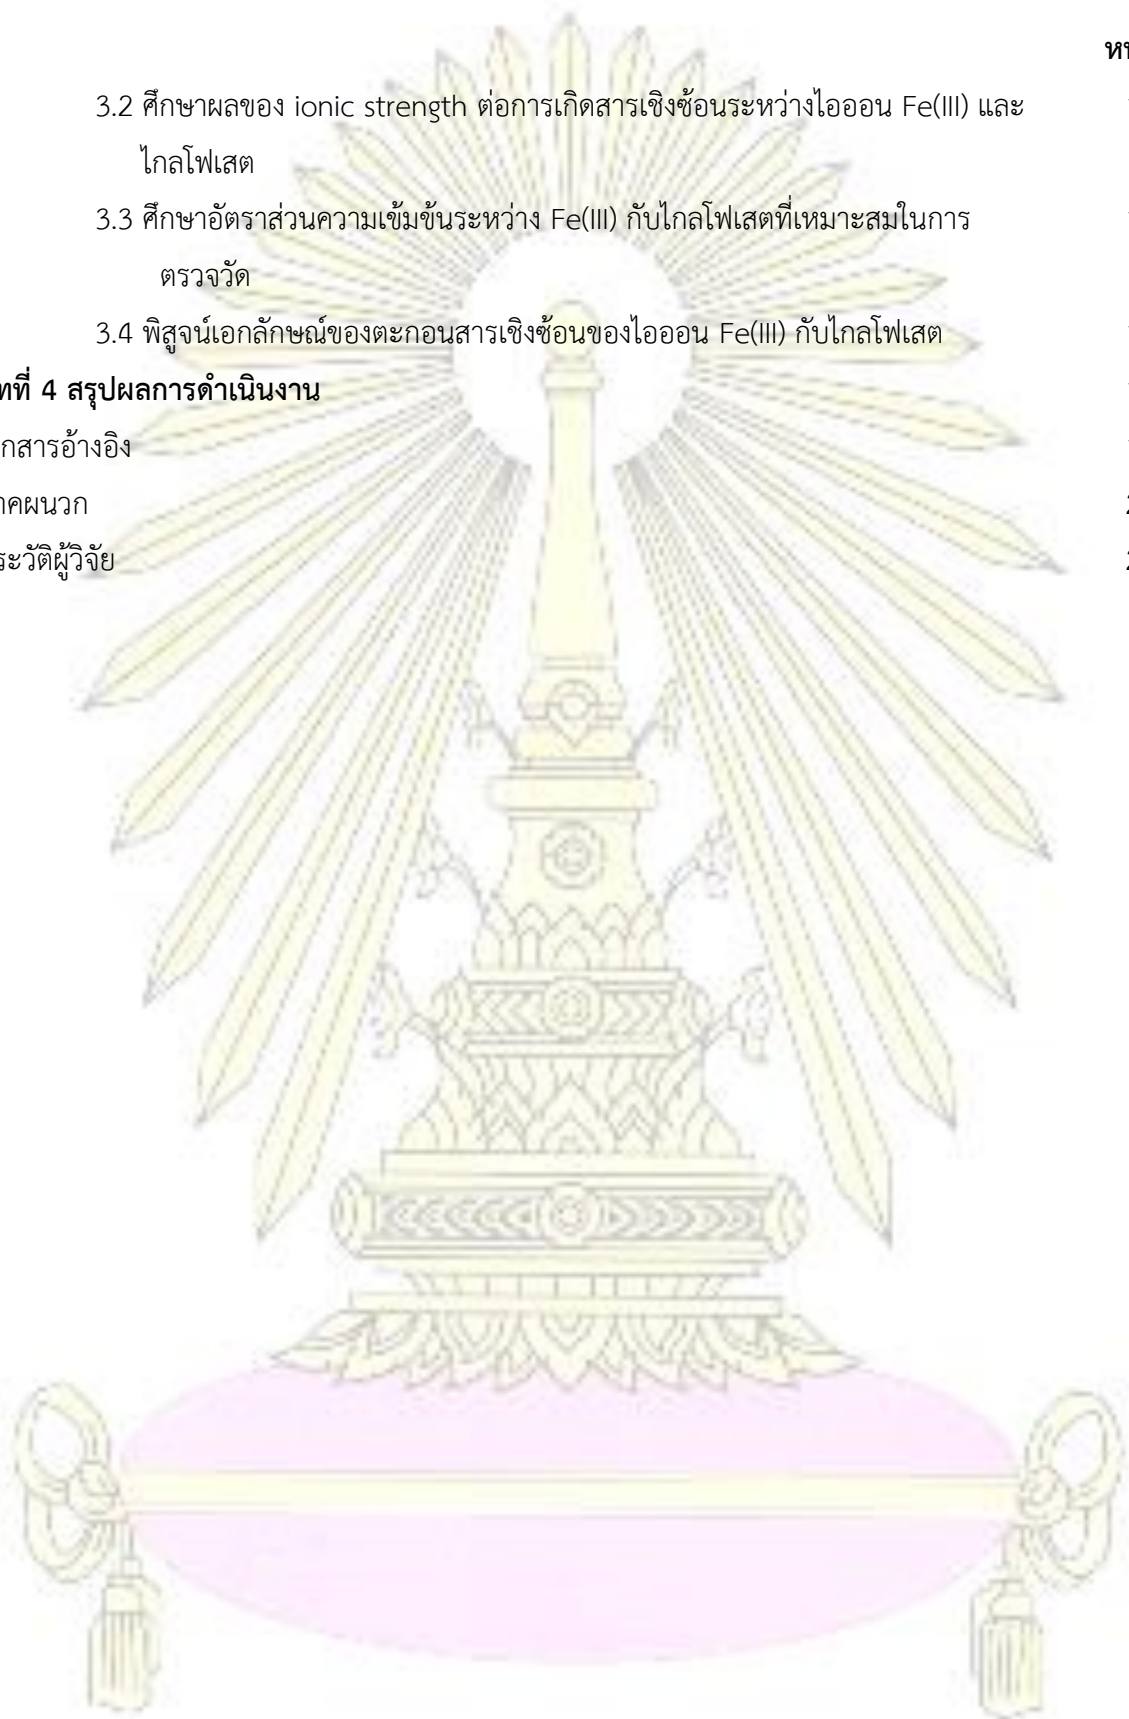 3.2 ศึกษาผลของ ionic strength ต่อการเกิดสารเชิงซ้อนระหว่างไอออน Fe(III) และ
ไกลโฟเสต
3.3 ศึกษาอัตราส่วนความเข้มข้นระหว่าง Fe(III) กับไกลโฟเสตที่เหมาะสมในการ
ตรวจวัด
3.4 พิสูจน์เอกลักษณ์ของตะกอนสารเชิงซ้อนของไอออน Fe(III) กับไกลโฟเสต
ทที่ 4 สรุปผลการดำเนินงาน
กสารอ้างอิง
าคผนวก
ระวัติผู้วิจัย